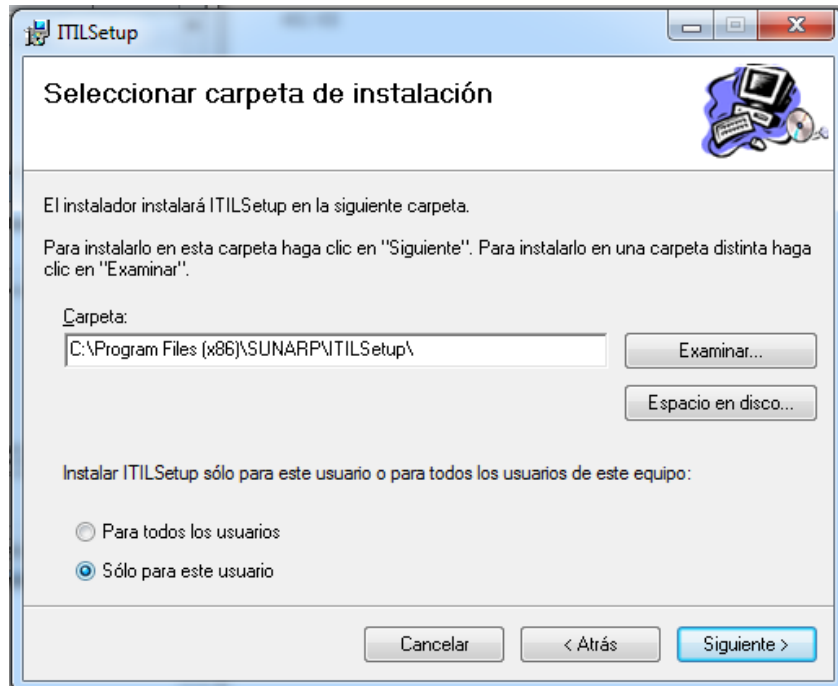 ITILSetup
Seleccionar carpeta de instalación
El instalador instalará ITILSetup en la siguiente carpeta.
Para instalarlo en esta carpeta haga clic en "Siguiente". Para instalarlo en una carpeta distinta haga
clic en "Examinar".
Carpeta:
C:\Program Files (x86)\SUNARP\ITILSetup\
Examinar...
Espacio en disco...
Instalar ITILSetup sólo para este usuario o para todos los usuarios de este equipo:
Para todos los usuarios
Sólo para este usuario
Cancelar
< Atrás
Siguiente >